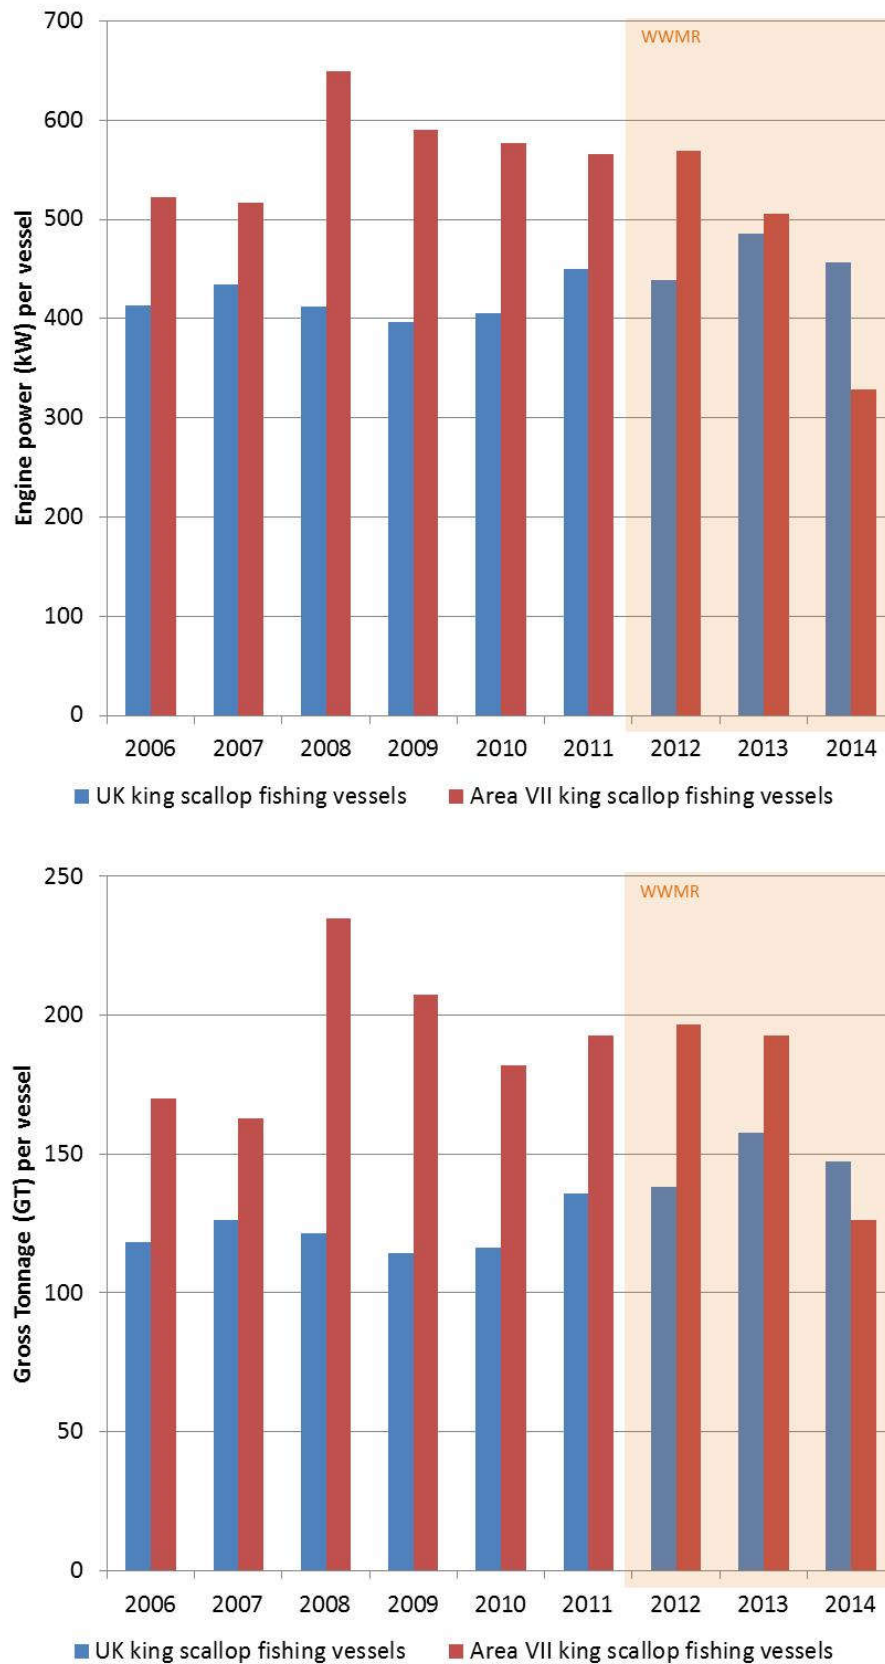 700
WWMR
600
500
400
300
200
100
0
Engine power (kW) per vessel
2006 2007 2008 2009 2010 2011 2012 2013 2014
UK king scallop fishing vessels Area VII king scallop fishing vessels
250
WWMR
200
150
100
50
0
Gross Tonnage (GT) per vessel
2006 2007 2008 2009 2010 2011 2012 2013 2014
UK king scallop fishing vessels Area VII king scallop fishing vessels